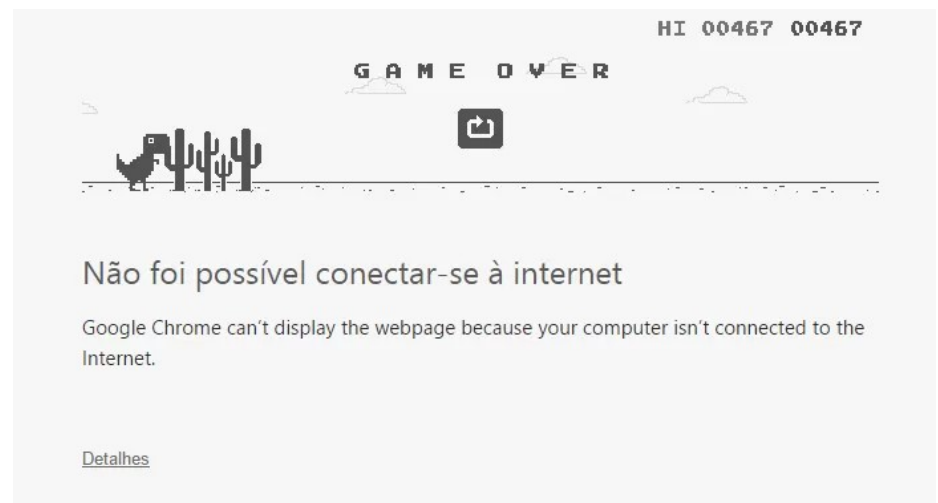 HI 00467 00467
GAME OVER
Não foi possível conectar-se à internet
Google Chrome can't display the webpage because your computer isn't connected to the
Internet.
Detalhes